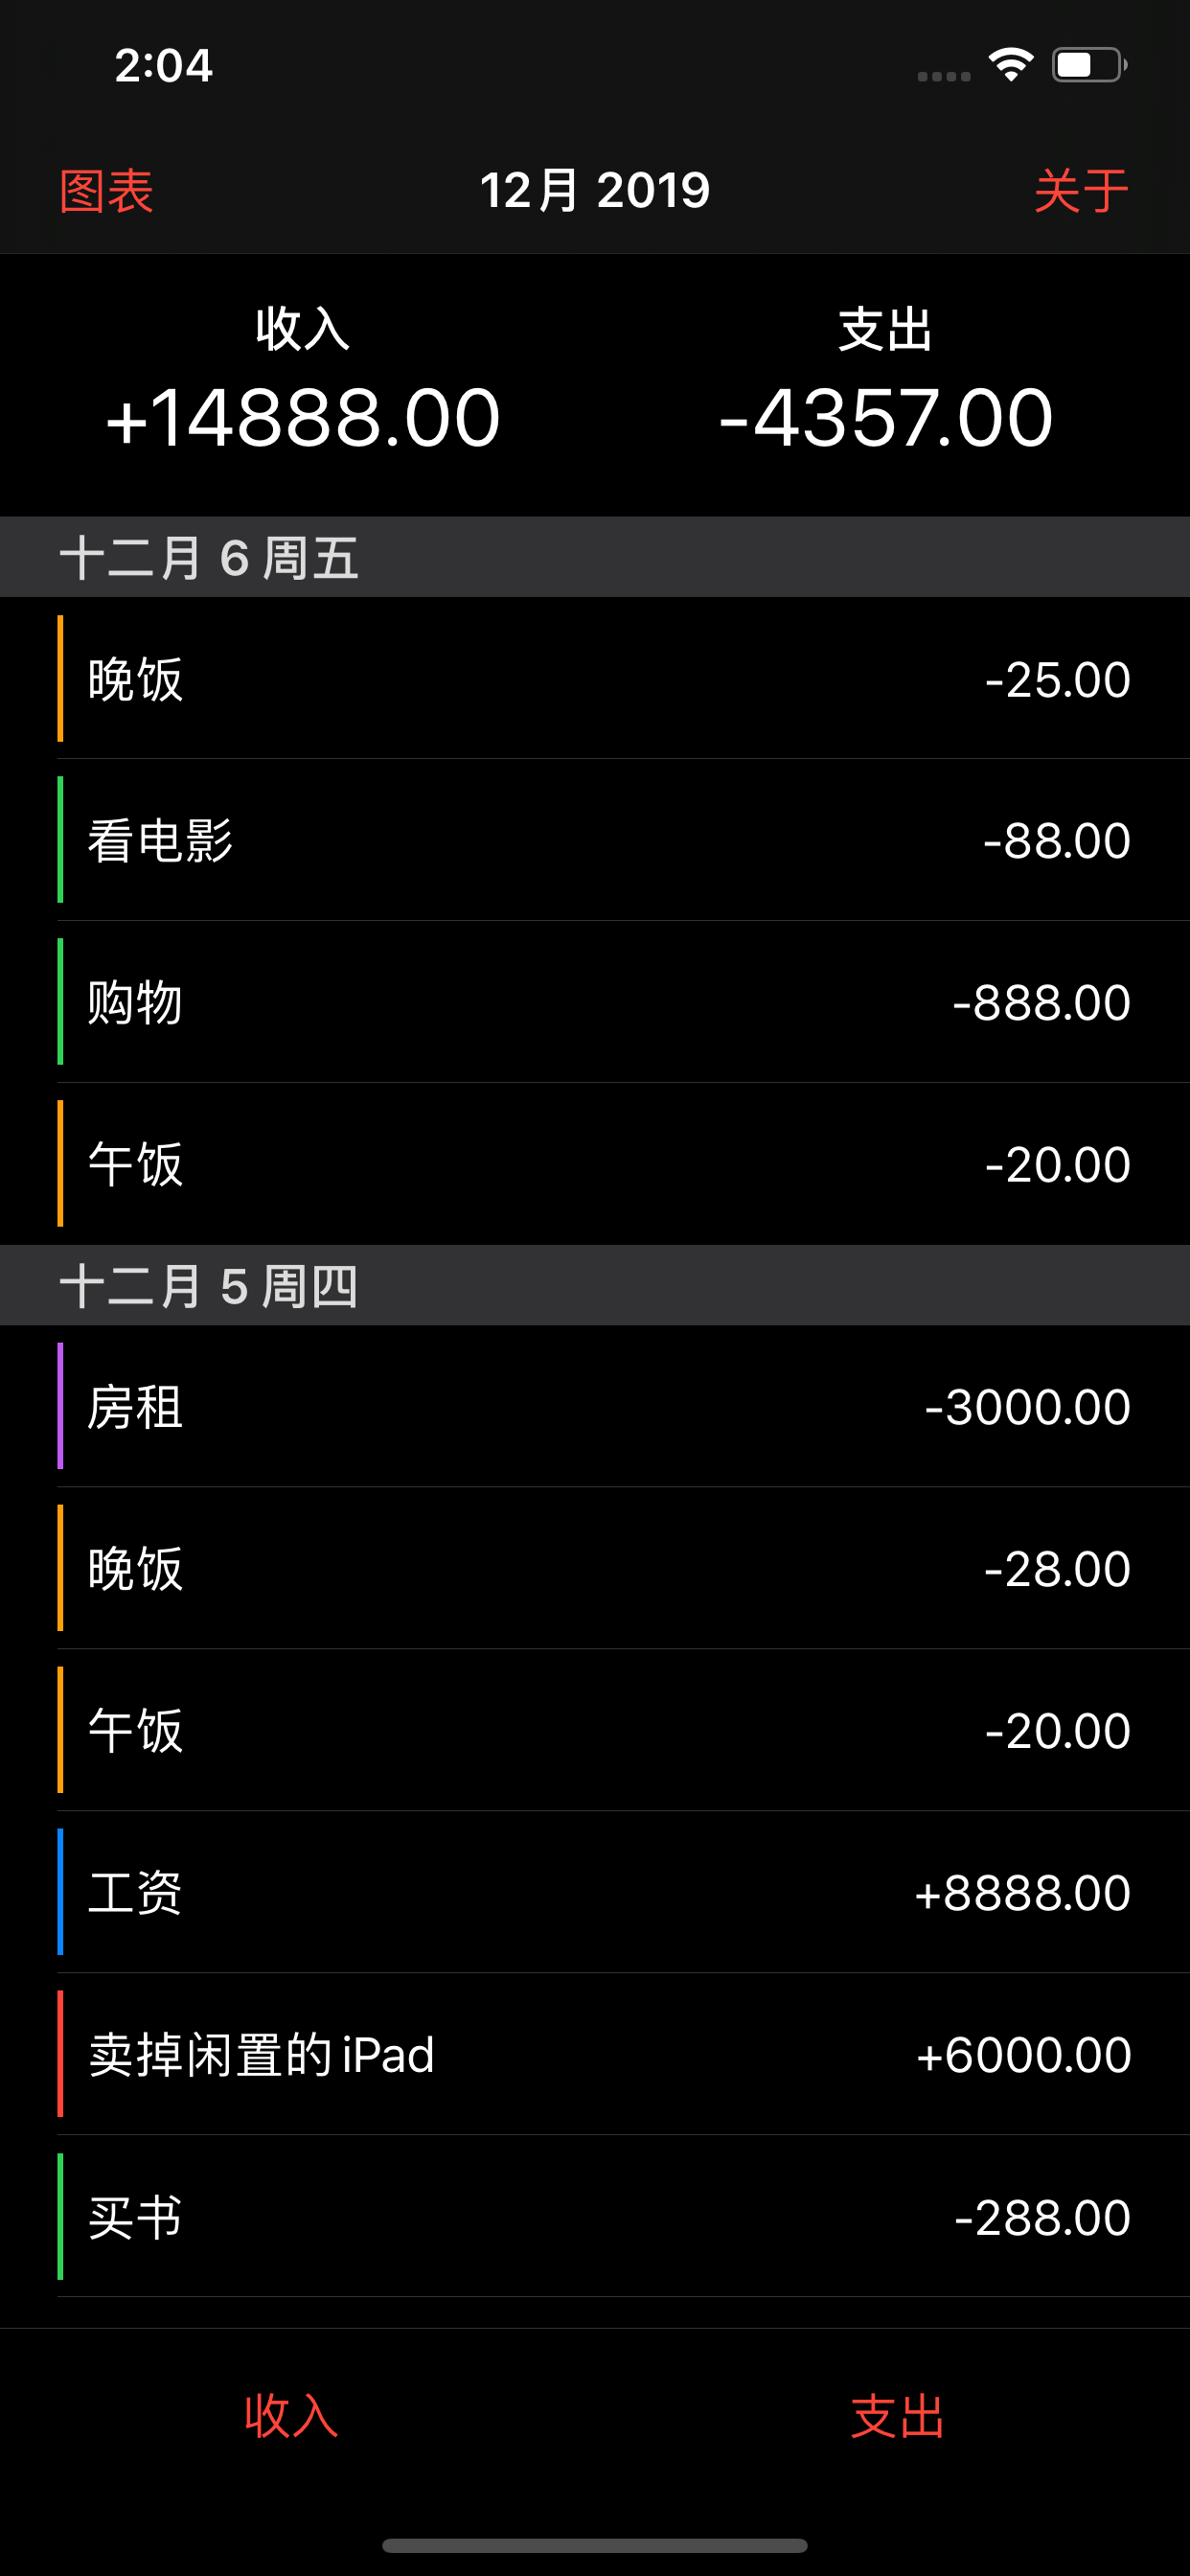 2:04
图表 12月 2019 关于
收入 支出
+14888.00 -4357.00
十二月 6 周五
晚饭 -25.00
看电影 -88.00
购物 -888.00
午饭 -20.00
十二月 5 周四
房租 -3000.00
晚饭 -28.00
午饭 -20.00
工资 +8888.00
卖掉闲置的 iPad +6000.00
买书 -288.00
收入 支出